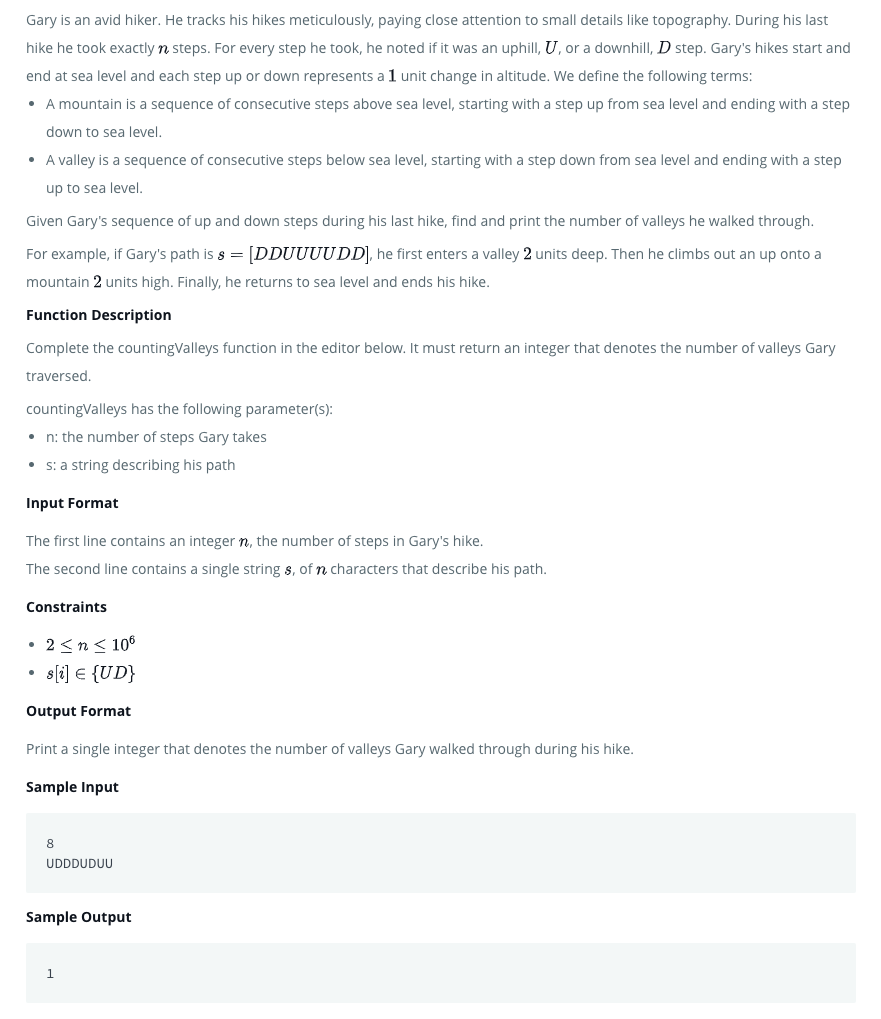 Gary is an avid hiker. He tracks his hikes meticulously, paying close attention to small details like topography. During his last
hike he took exactly n steps. For every step he took, he noted if it was an uphill, U, or a downhill, D step. Gary's hikes start and
end at sea level and each step up or down represents a 1 unit change in altitude. We define the following terms:
• A mountain is a sequence of consecutive steps above sea level, starting with a step up from sea level and ending with a step
down to sea level.
• A valley is a sequence of consecutive steps below sea level, starting with a step down from sea level and ending with a step
up to sea level.
Given Gary's sequence of up and down steps during his last hike, find and print the number of valleys he walked through.
For example, if Gary's path is s = [DDUUUUDD], he first enters a valley 2 units deep. Then he climbs out an up onto a
mountain 2 units high. Finally, he returns to sea level and ends his hike.
Function Description
Complete the countingValleys function in the editor below. It must return an integer that denotes the number of valleys Gary
traversed.
countingValleys has the following parameter(s):
• n: the number of steps Gary takes
• s: a string describing his path
Input Format
The first line contains an integer n, the number of steps in Gary's hike.
The second line contains a single string s, of n characters that describe his path.
Constraints
• 2 ≤ n ≤ 10⁶
• s[i] ∈ {UD}
Output Format
Print a single integer that denotes the number of valleys Gary walked through during his hike.
Sample Input
8
UDDDUDUU
Sample Output
1